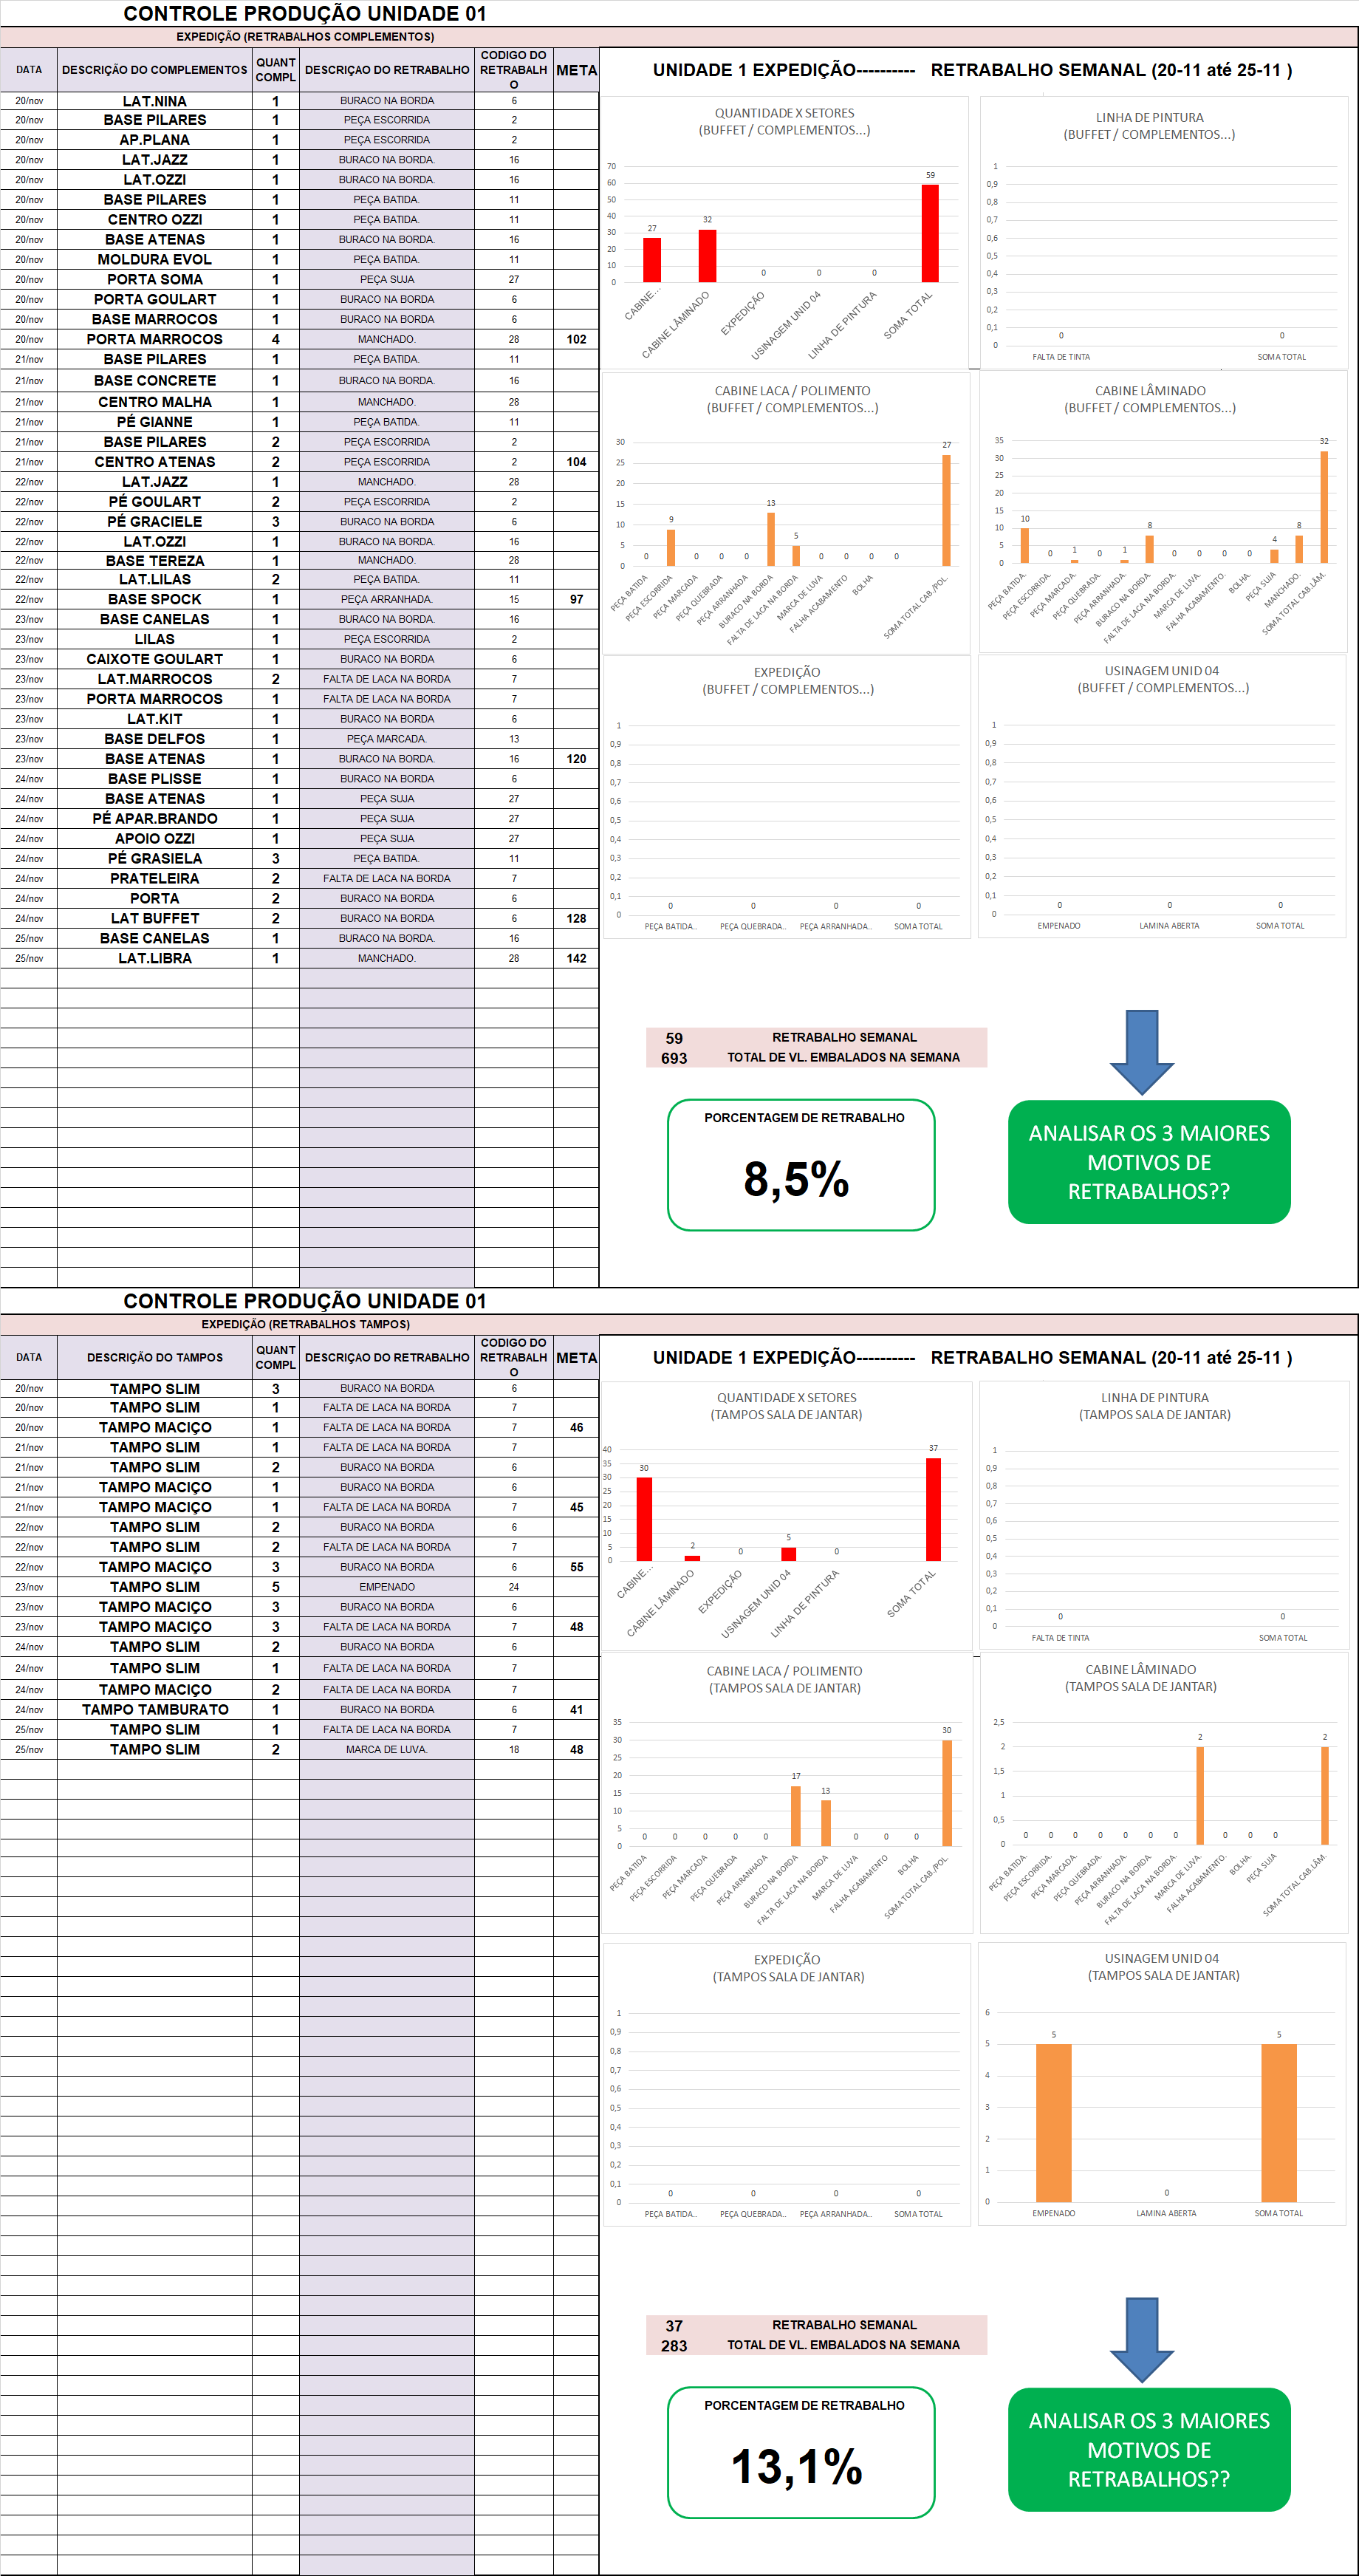 CONTROLE PRODUÇÃO UNIDADE 01
EXPEDIÇÃO (RETRABALHOS COMPLEMENTOS)
DATA DESCRIÇÃO DO COMPLEMENTOS QUANT COMPL DESCRIÇAO DO RETRABALHO CODIGO DO RETRABALHO META
20/nov LAT.NINA 1 BURACO NA BORDA 6
20/nov BASE PILARES 1 PEÇA ESCORRIDA 2
20/nov AP.PLANA 1 PEÇA ESCORRIDA 2
20/nov LAT.JAZZ 1 BURACO NA BORDA. 16
20/nov LAT.OZZI 1 BURACO NA BORDA. 16
20/nov BASE PILARES 1 PEÇA BATIDA. 11
20/nov CENTRO OZZI 1 PEÇA BATIDA. 11
20/nov BASE ATENAS 1 BURACO NA BORDA. 16
20/nov MOLDURA EVOL 1 PEÇA BATIDA. 11
20/nov PORTA SOMA 1 PEÇA SUJA 27
20/nov PORTA GOULART 1 BURACO NA BORDA 6
20/nov BASE MARROCOS 1 BURACO NA BORDA 6
20/nov PORTA MARROCOS 4 MANCHADO. 28 102
21/nov BASE PILARES 1 PEÇA BATIDA. 11
21/nov BASE CONCRETE 1 BURACO NA BORDA. 16
21/nov CENTRO MALHA 1 MANCHADO. 28
21/nov PÉ GIANNE 1 PEÇA BATIDA. 11
21/nov BASE PILARES 2 PEÇA ESCORRIDA 2
21/nov CENTRO ATENAS 2 PEÇA ESCORRIDA 2 104
22/nov LAT.JAZZ 1 MANCHADO. 28
22/nov PÉ GOULART 2 PEÇA ESCORRIDA 2
22/nov PÉ GRACIELE 3 BURACO NA BORDA 6
22/nov LAT.OZZI 1 BURACO NA BORDA. 16
22/nov BASE TEREZA 1 MANCHADO. 28
22/nov LAT.LILAS 2 PEÇA BATIDA. 11
22/nov BASE SPOCK 1 PEÇA ARRANHADA. 15 97
23/nov BASE CANELAS 1 BURACO NA BORDA. 16
23/nov LILAS 1 PEÇA ESCORRIDA 2
23/nov CAIXOTE GOULART 1 BURACO NA BORDA 6
23/nov LAT.MARROCOS 2 FALTA DE LACA NA BORDA 7
23/nov PORTA MARROCOS 1 FALTA DE LACA NA BORDA 7
23/nov LAT.KIT 1 BURACO NA BORDA 6
23/nov BASE DELFOS 1 PEÇA MARCADA. 13
23/nov BASE ATENAS 1 BURACO NA BORDA. 16 120
24/nov BASE PLISSE 1 BURACO NA BORDA 6
24/nov BASE ATENAS 1 PEÇA SUJA 27
24/nov PÉ APAR.BRANDO 1 PEÇA SUJA 27
24/nov APOIO OZZI 1 PEÇA SUJA 27
24/nov PÉ GRASIELA 3 PEÇA BATIDA. 11
24/nov PRATELEIRA 2 FALTA DE LACA NA BORDA 7
24/nov PORTA 2 BURACO NA BORDA 6
24/nov LAT BUFFET 2 BURACO NA BORDA 6 128
25/nov BASE CANELAS 1 BURACO NA BORDA. 16
25/nov LAT.LIBRA 1 MANCHADO. 28 142
UNIDADE 1 EXPEDIÇÃO---------- RETRABALHO SEMANAL (20-11 até 25-11 )
QUANTIDADE X SETORES
(BUFFET / COMPLEMENTOS...)
70
60
50
40
30
20
10
0
27 32 0 0 0 59
CABINE... CABINE LÂMINADO EXPEDIÇÃO USINAGEM UNID 04 LINHA DE PINTURA SOMA TOTAL
LINHA DE PINTURA
(BUFFET / COMPLEMENTOS...)
1
0,9
0,8
0,7
0,6
0,5
0,4
0,3
0,2
0,1
0
0 0
FALTA DE TINTA SOMA TOTAL
CABINE LACA / POLIMENTO
(BUFFET / COMPLEMENTOS...)
30
25
20
15
10
5
0
0 9 0 0 0 13 5 0 0 0 0 27
PEÇA BATIDA PEÇA ESCORRIDA PEÇA MARCADA PEÇA QUEBRADA PEÇA ARRANHADA BURACO NA BORDA FALTA DE LACA NA BORDA MARCA DE LUVA FALHA ACABAMENTO BOLHA SOMA TOTAL CAB./POL.
CABINE LÂMINADO
(BUFFET / COMPLEMENTOS...)
35
30
25
20
15
10
5
0
10 0 1 0 1 8 0 0 0 0 4 8 32
PEÇA BATIDA. PEÇA ESCORRIDA. PEÇA MARCADA. PEÇA QUEBRADA. PEÇA ARRANHADA. BURACO NA BORDA. FALTA DE LACA NA BORDA. MARCA DE LUVA. FALHA ACABAMENTO. BOLHA. PEÇA SUJA MANCHADO. SOMA TOTAL CAB.LÂM.
EXPEDIÇÃO
(BUFFET / COMPLEMENTOS...)
1
0,9
0,8
0,7
0,6
0,5
0,4
0,3
0,2
0,1
0
0 0 0 0
PEÇA BATIDA.. PEÇA QUEBRADA.. PEÇA ARRANHADA.. SOMA TOTAL
USINAGEM UNID 04
(BUFFET / COMPLEMENTOS...)
1
0,9
0,8
0,7
0,6
0,5
0,4
0,3
0,2
0,1
0
0 0 0
EMPENADO LAMINA ABERTA SOMA TOTAL
59 RETRABALHO SEMANAL
693 TOTAL DE VL. EMBALADOS NA SEMANA
PORCENTAGEM DE RETRABALHO
8,5%
ANALISAR OS 3 MAIORES
MOTIVOS DE
RETRABALHOS??
CONTROLE PRODUÇÃO UNIDADE 01
EXPEDIÇÃO (RETRABALHOS TAMPOS)
DATA DESCRIÇÃO DO TAMPOS QUANT COMPL DESCRIÇAO DO RETRABALHO CODIGO DO RETRABALHO META
20/nov TAMPO SLIM 3 BURACO NA BORDA 6
20/nov TAMPO SLIM 1 FALTA DE LACA NA BORDA 7
20/nov TAMPO MACIÇO 1 FALTA DE LACA NA BORDA 7 46
21/nov TAMPO SLIM 1 FALTA DE LACA NA BORDA 7
21/nov TAMPO SLIM 2 BURACO NA BORDA 6
21/nov TAMPO MACIÇO 1 BURACO NA BORDA 6
21/nov TAMPO MACIÇO 1 FALTA DE LACA NA BORDA 7 45
22/nov TAMPO SLIM 2 BURACO NA BORDA 6
22/nov TAMPO SLIM 2 FALTA DE LACA NA BORDA 7
22/nov TAMPO MACIÇO 3 BURACO NA BORDA 6 55
23/nov TAMPO SLIM 5 EMPENADO 24
23/nov TAMPO MACIÇO 3 BURACO NA BORDA 6
23/nov TAMPO MACIÇO 3 FALTA DE LACA NA BORDA 7 48
24/nov TAMPO SLIM 2 BURACO NA BORDA 6
24/nov TAMPO SLIM 1 FALTA DE LACA NA BORDA 7
24/nov TAMPO MACIÇO 2 FALTA DE LACA NA BORDA 7
24/nov TAMPO TAMBURATO 1 BURACO NA BORDA 6 41
25/nov TAMPO SLIM 1 FALTA DE LACA NA BORDA 7
25/nov TAMPO SLIM 2 MARCA DE LUVA. 18 48
UNIDADE 1 EXPEDIÇÃO---------- RETRABALHO SEMANAL (20-11 até 25-11 )
QUANTIDADE X SETORES
(TAMPOS SALA DE JANTAR)
40
35
30
25
20
15
10
5
0
30 2 0 5 0 37
CABINE... CABINE LÂMINADO EXPEDIÇÃO USINAGEM UNID 04 LINHA DE PINTURA SOMA TOTAL
LINHA DE PINTURA
(TAMPOS SALA DE JANTAR)
1
0,9
0,8
0,7
0,6
0,5
0,4
0,3
0,2
0,1
0
0 0
FALTA DE TINTA SOMA TOTAL
CABINE LACA / POLIMENTO
(TAMPOS SALA DE JANTAR)
35
30
25
20
15
10
5
0
0 0 0 0 0 17 13 0 0 0 30
PEÇA BATIDA PEÇA ESCORRIDA PEÇA MARCADA PEÇA QUEBRADA PEÇA ARRANHADA BURACO NA BORDA FALTA DE LACA NA BORDA MARCA DE LUVA FALHA ACABAMENTO BOLHA SOMA TOTAL CAB./POL.
CABINE LÂMINADO
(TAMPOS SALA DE JANTAR)
2,5
2
1,5
1
0,5
0
0 0 0 0 0 0 0 2 0 0 0 2
PEÇA BATIDA. PEÇA ESCORRIDA. PEÇA MARCADA. PEÇA QUEBRADA. PEÇA ARRANHADA. BURACO NA BORDA. FALTA DE LACA NA BORDA. MARCA DE LUVA. FALHA ACABAMENTO. BOLHA. PEÇA SUJA SOMA TOTAL CAB.LÂM.
EXPEDIÇÃO
(TAMPOS SALA DE JANTAR)
1
0,9
0,8
0,7
0,6
0,5
0,4
0,3
0,2
0,1
0
0 0 0 0
PEÇA BATIDA.. PEÇA QUEBRADA.. PEÇA ARRANHADA.. SOMA TOTAL
USINAGEM UNID 04
(TAMPOS SALA DE JANTAR)
6
5
4
3
2
1
0
5 0 5
EMPENADO LAMINA ABERTA SOMA TOTAL
37 RETRABALHO SEMANAL
283 TOTAL DE VL. EMBALADOS NA SEMANA
PORCENTAGEM DE RETRABALHO
13,1%
ANALISAR OS 3 MAIORES
MOTIVOS DE
RETRABALHOS??